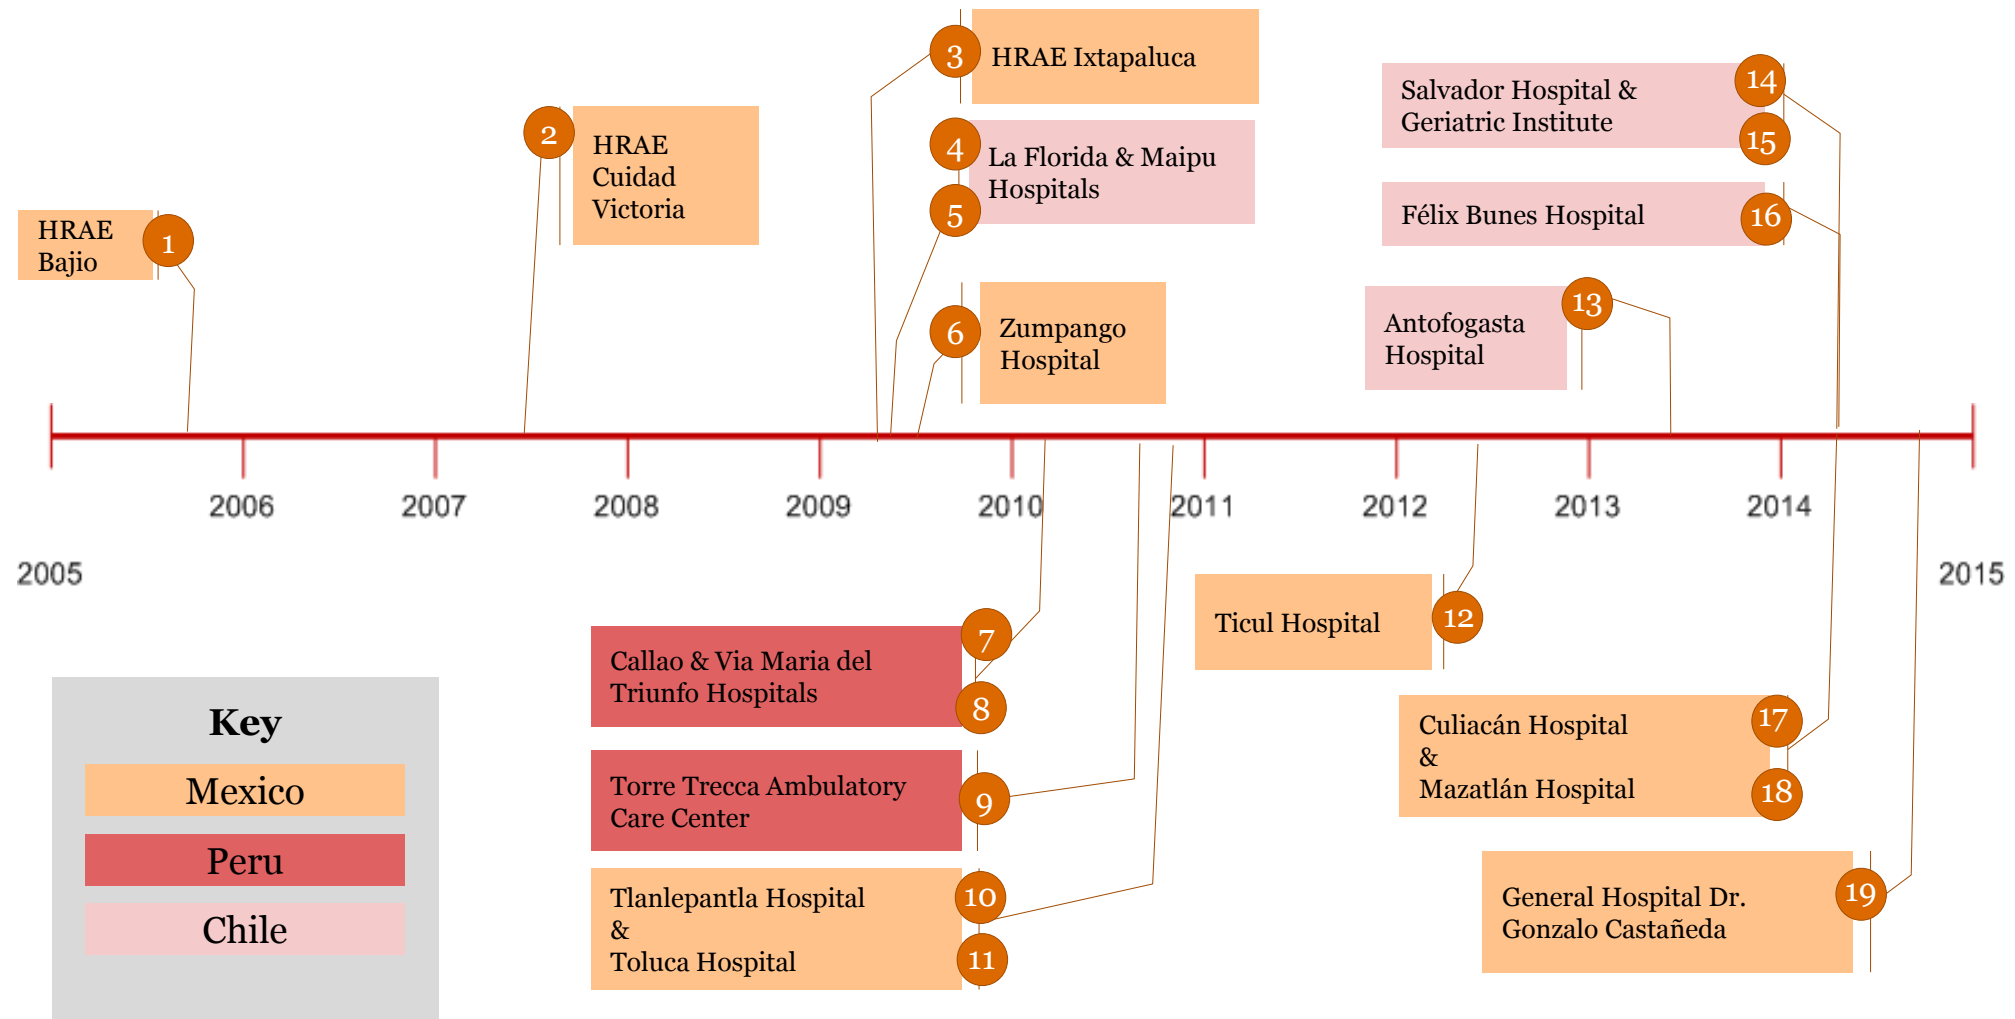 HRAE
Bajio
1
2
HRAE
Cuidad
Victoria
3
HRAE Ixtapaluca
4
5
La Florida & Maipu
Hospitals
6
Zumpango
Hospital
Salvador Hospital &
Geriatric Institute
14
15
Félix Bunes Hospital
16
Antofogasta
Hospital
13
2005
2006
2007
2008
2009
2010
2011
2012
2013
2014
2015
Callao & Via Maria del
Triunfo Hospitals
7
8
Torre Trecca Ambulatory
Care Center
9
Tlanlepantla Hospital
&
Toluca Hospital
10
11
Ticul Hospital
12
Culiacán Hospital
&
Mazatlán Hospital
17
18
General Hospital Dr.
Gonzalo Castañeda
19
Key
Mexico
Peru
Chile